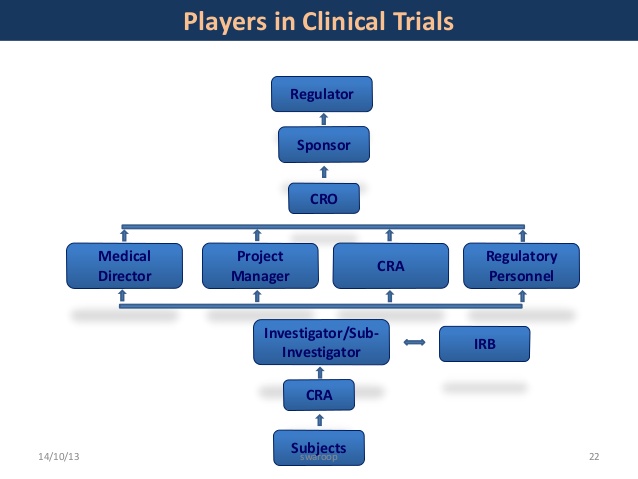 Players in Clinical Trials
Regulator
Sponsor
CRO
Medical
Director
Project
Manager
CRA
Regulatory
Personnel
Investigator/Sub-
Investigator
IRB
CRA
Subjects
14/10/13
swaroop
22